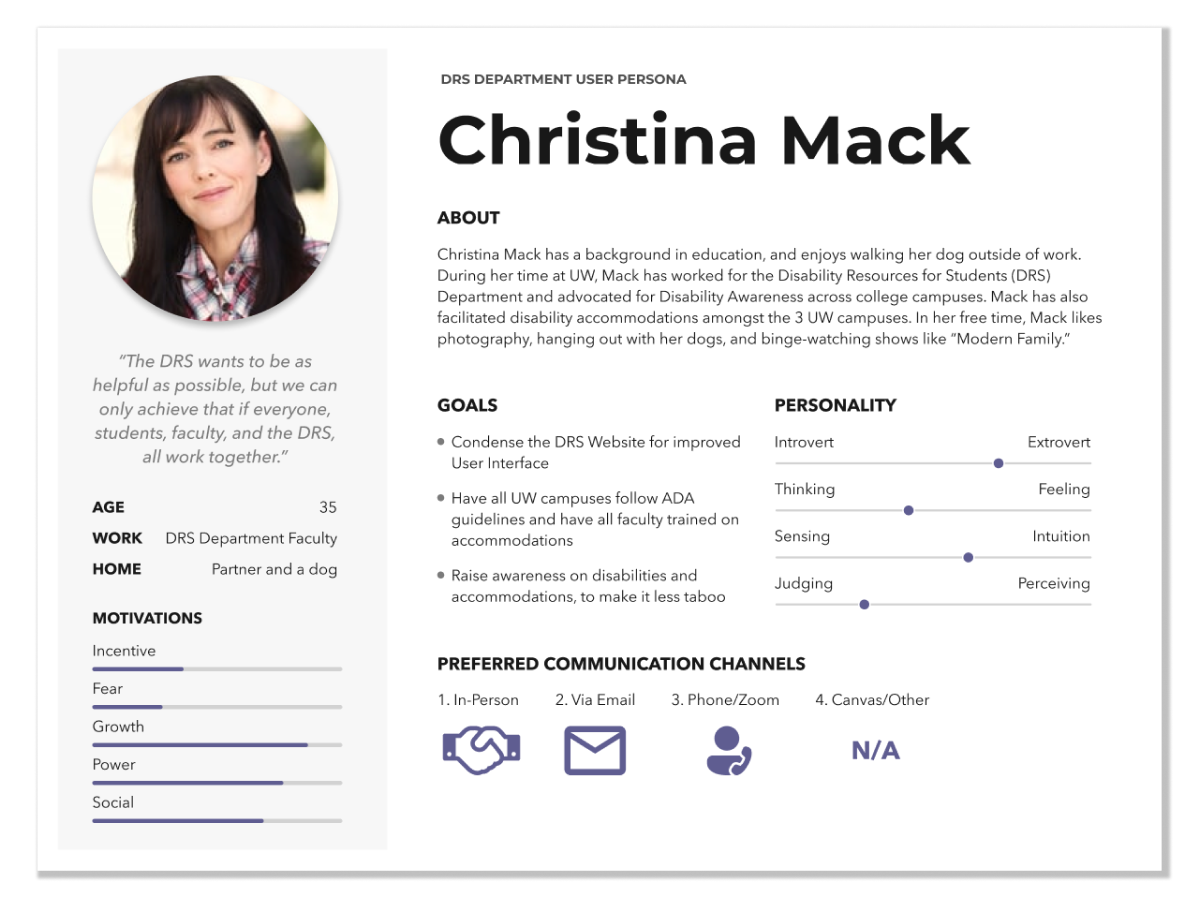 DRS DEPARTMENT USER PERSONA
Christina Mack
“The DRS wants to be as
helpful as possible, but we can
only achieve that if everyone,
students, faculty, and the DRS,
all work together.”
AGE 35
WORK DRS Department Faculty
HOME Partner and a dog
MOTIVATIONS
Incentive
Fear
Growth
Power
Social
ABOUT
Christina Mack has a background in education, and enjoys walking her dog outside of work.
During her time at UW, Mack has worked for the Disability Resources for Students (DRS)
Department and advocated for Disability Awareness across college campuses. Mack has also
facilitated disability accommodations amongst the 3 UW campuses. In her free time, Mack likes
photography, hanging out with her dogs, and binge-watching shows like “Modern Family.”
GOALS
• Condense the DRS Website for improved
User Interface
• Have all UW campuses follow ADA
guidelines and have all faculty trained on
accommodations
• Raise awareness on disabilities and
accommodations, to make it less taboo
PERSONALITY
Introvert Extrovert
Thinking Feeling
Sensing Intuition
Judging Perceiving
PREFERRED COMMUNICATION CHANNELS
1. In-Person 2. Via Email 3. Phone/Zoom 4. Canvas/Other
N/A